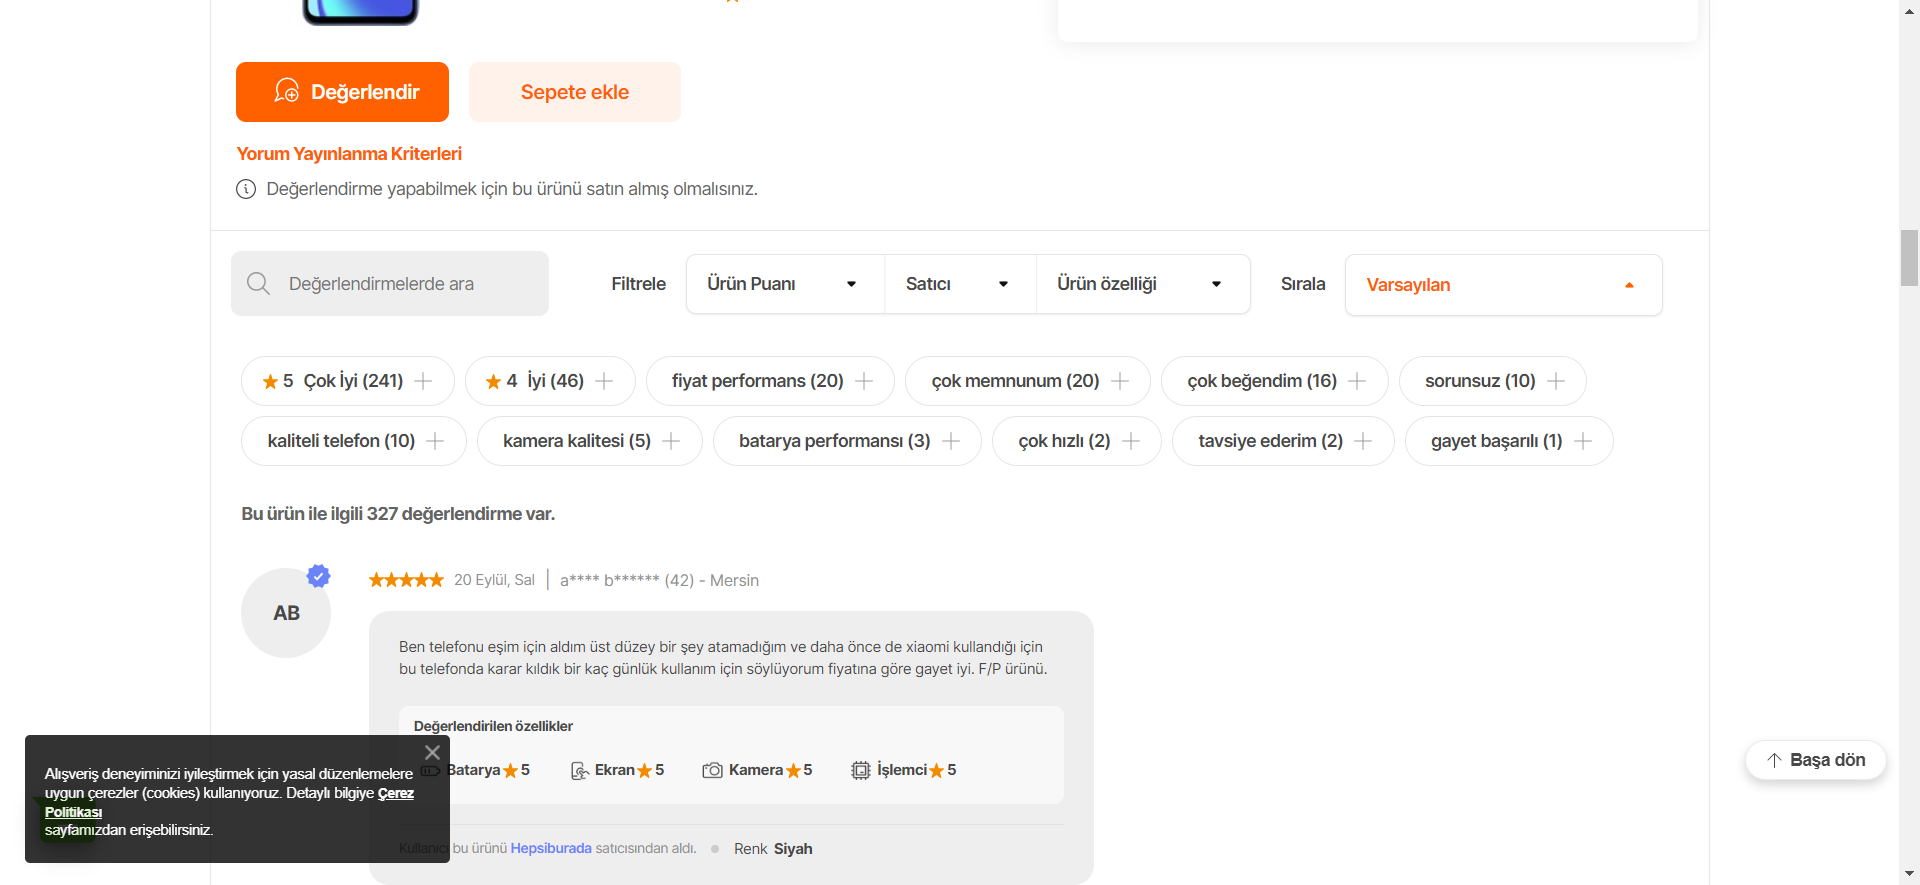 Değerlendir
Sepete ekle
Yorum Yayınlanma Kriterleri
Değerlendirme yapabilmek için bu ürünü satın almış olmalısınız.
Değerlendirmelerde ara
Filtrele
Ürün Puanı
Satıcı
Ürün özelliği
Sırala
Varsayılan
5 Çok İyi (241)
4 İyi (46)
fiyat performans (20)
çok memnunum (20)
çok beğendim (16)
sorunsuz (10)
kaliteli telefon (10)
kamera kalitesi (5)
batarya performansı (3)
çok hızlı (2)
tavsiye ederim (2)
gayet başarılı (1)
Bu ürün ile ilgili 327 değerlendirme var.
AB
20 Eylül, Sal
a**** b****** (42) - Mersin
Ben telefonu eşim için aldım üst düzey bir şey atamadığım ve daha önce de xiaomi kullandığı için
bu telefonda karar kıldık bir kaç günlük kullanım için söylüyorum fiyatına göre gayet iyi. F/P ürünü.
Değerlendirilen özellikler
Batarya 5
Ekran 5
Kamera 5
İşlemci 5
Kullanıcı bu ürünü Hepsiburada satıcısından aldı.
Renk Siyah
Alışveriş deneyiminizi iyileştirmek için yasal düzenlemelere
uygun çerezler (cookies) kullanıyoruz. Detaylı bilgiye Çerez
Politikası
sayfamızdan erişebilirsiniz.
Başa dön